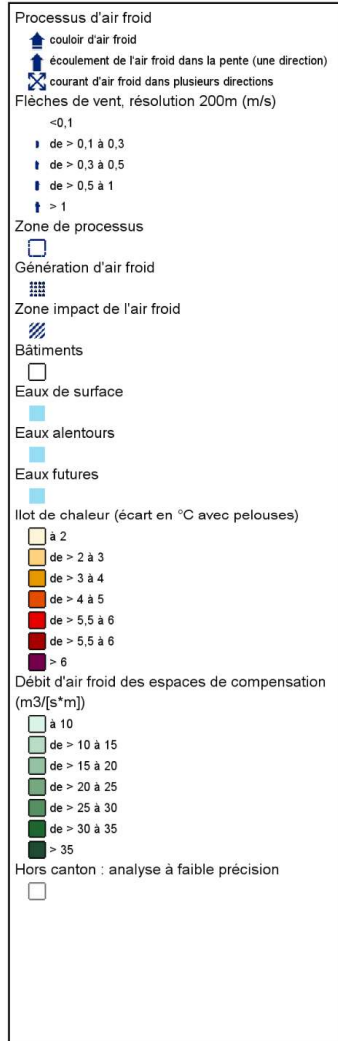 Processus d'air froid
couloir d'air froid
écoulement de l'air froid dans la pente (une direction)
courant d'air froid dans plusieurs directions
Flèches de vent, résolution 200m (m/s)
<0,1
de > 0,1 à 0,3
de > 0,3 à 0,5
de > 0,5 à 1
> 1
Zone de processus
Génération d'air froid
Zone impact de l'air froid
Bâtiments
Eaux de surface
Eaux alentours
Eaux futures
Ilot de chaleur (écart en °C avec pelouses)
à 2
de > 2 à 3
de > 3 à 4
de > 4 à 5
de > 5,5 à 6
de > 5,5 à 6
> 6
Débit d'air froid des espaces de compensation
(m3/[s*m])
à 10
de > 10 à 15
de > 15 à 20
de > 20 à 25
de > 25 à 30
de > 30 à 35
> 35
Hors canton : analyse à faible précision